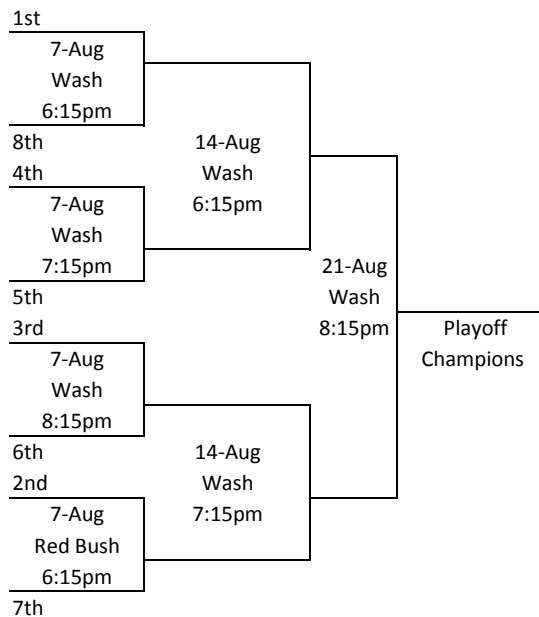 1st
7-Aug
Wash
6:15pm
8th
4th
7-Aug
Wash
7:15pm
5th
14-Aug
Wash
6:15pm
3rd
7-Aug
Wash
8:15pm
6th
2nd
7-Aug
Red Bush
6:15pm
7th
14-Aug
Wash
7:15pm
21-Aug
Wash
8:15pm
Playoff
Champions